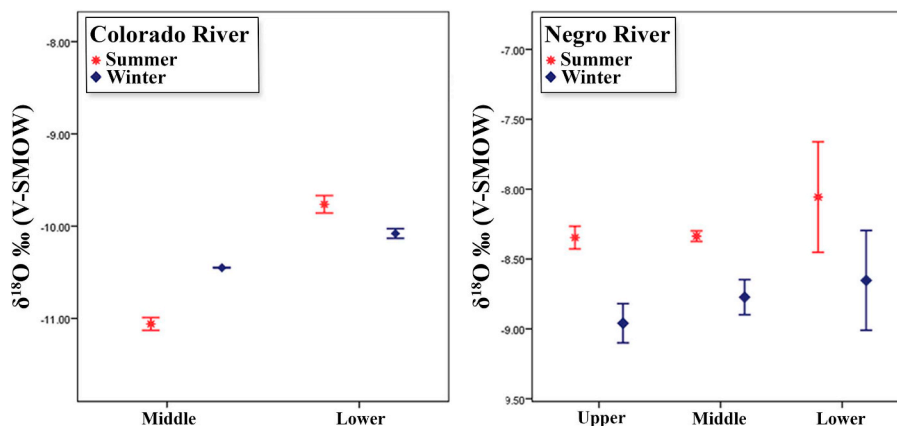 Colorado River
Summer
Winter
-8.00
-9.00
-10.00
-11.00
δ¹⁸O ‰ (V-SMOW)
Middle Lower
Negro River
Summer
Winter
-7.00
-7.50
-8.00
-8.50
-9.00
9.50
δ¹⁸O ‰ (V-SMOW)
Upper Middle Lower